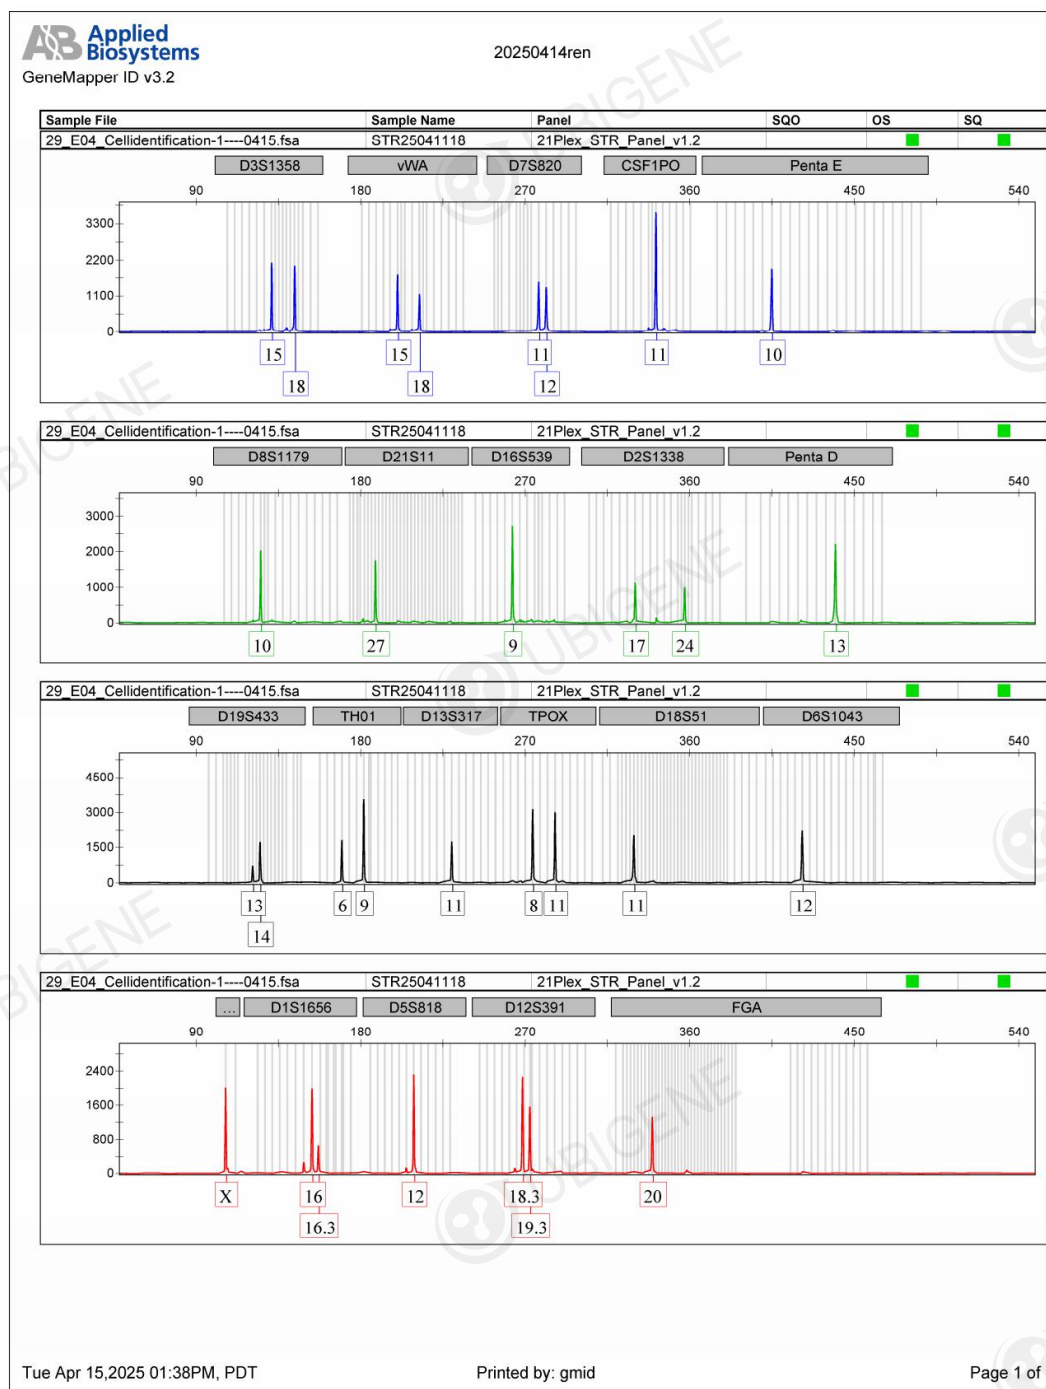 AB Applied Biosystems
GeneMapper ID v3.2
20250414ren
Sample File Sample Name Panel SQO OS SQ
29_E04_Cellidentification-1----0415.fsa STR25041118 21Plex_STR_Panel_v1.2
D3S1358 vWA D7S820 CSF1PO Penta E
90 180 270 360 450 540
3300
2200
1100
0
15 15 11 11 10
18 18 12
29_E04_Cellidentification-1----0415.fsa STR25041118 21Plex_STR_Panel_v1.2
D8S1179 D21S11 D16S539 D2S1338 Penta D
90 180 270 360 450 540
3000
2000
1000
0
10 27 9 17 24 13
29_E04_Cellidentification-1----0415.fsa STR25041118 21Plex_STR_Panel_v1.2
D19S433 TH01 D13S317 TPOX D18S51 D6S1043
90 180 270 360 450 540
4500
3000
1500
0
13 6 9 11 8 11 11 12
14
29_E04_Cellidentification-1----0415.fsa STR25041118 21Plex_STR_Panel_v1.2
... D1S1656 D5S818 D12S391 FGA
90 180 270 360 450 540
2400
1600
800
0
X 16 12 18.3 20
16.3 19.3
Tue Apr 15,2025 01:38PM, PDT Printed by: gmid Page 1 of
UBIGENE
UBIGENE
UBIGENE
UBIGENE
UBIGENE